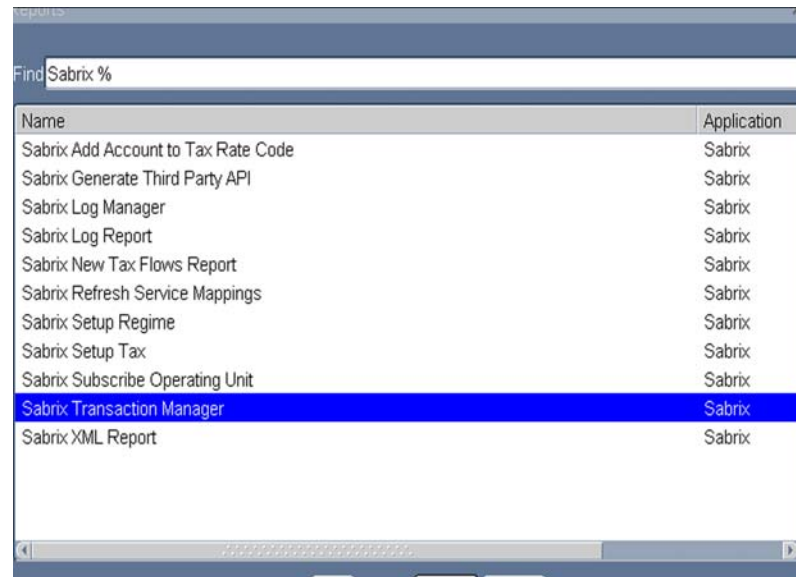 Reports
Find Sabrix %
Name Application
Sabrix Add Account to Tax Rate Code Sabrix
Sabrix Generate Third Party API Sabrix
Sabrix Log Manager Sabrix
Sabrix Log Report Sabrix
Sabrix New Tax Flows Report Sabrix
Sabrix Refresh Service Mappings Sabrix
Sabrix Setup Regime Sabrix
Sabrix Setup Tax Sabrix
Sabrix Subscribe Operating Unit Sabrix
Sabrix Transaction Manager Sabrix
Sabrix XML Report Sabrix